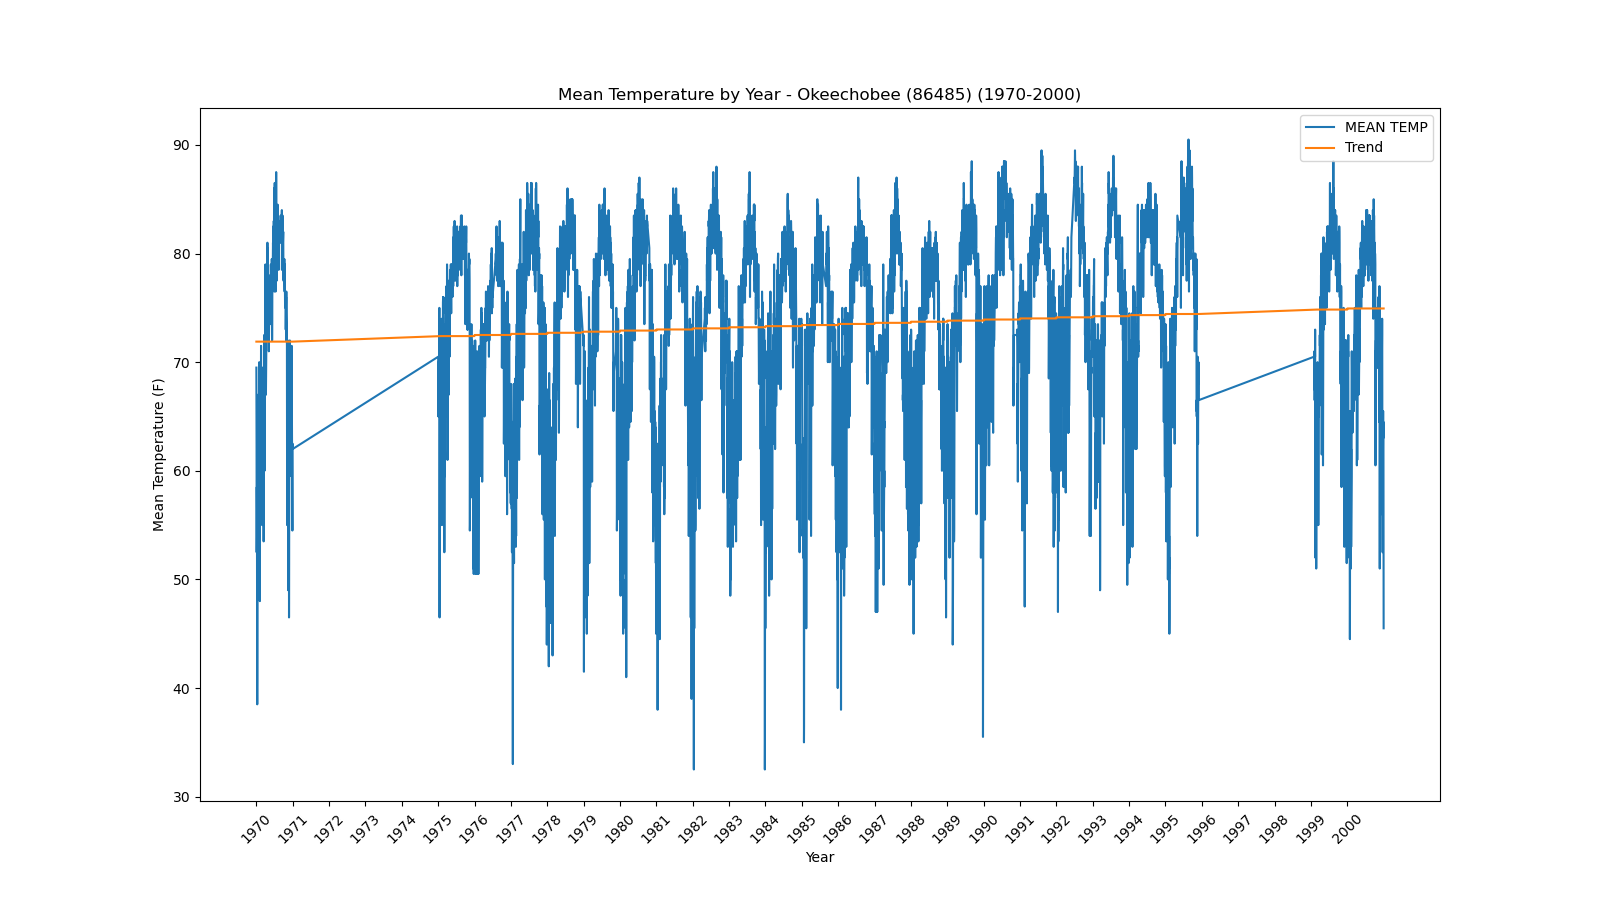 Mean Temperature by Year - Okeechobee (86485) (1970-2000)
MEAN TEMP
Trend
Mean Temperature (F)
90
80
70
60
50
40
30
1970 1971 1972 1973 1974 1975 1976 1977 1978 1979 1980 1981 1982 1983 1984 1985 1986 1987 1988 1989 1990 1991 1992 1993 1994 1995 1996 1997 1998 1999 2000
Year